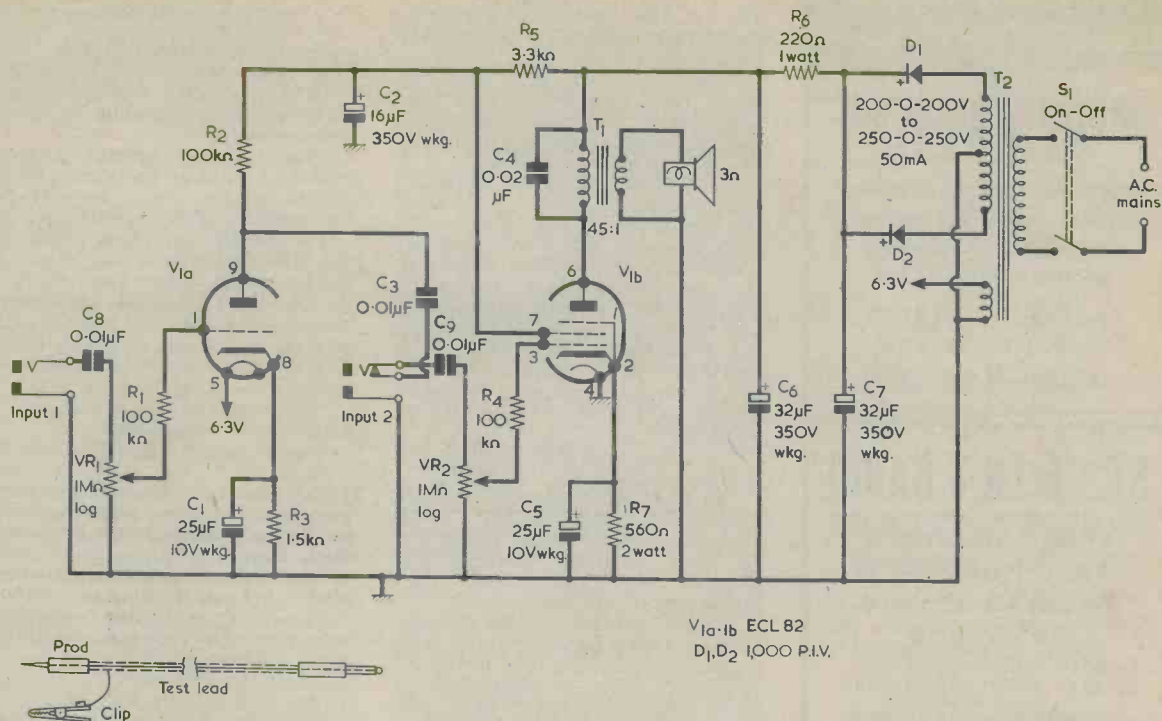 R5
3·3kΩ
R6
220Ω
1watt
D1
T2
C2
16µF
350V wkg.
+
R2
100kΩ
T1
C4
0·02
µF
45:1
3Ω
200-0-200V
to
250-0-250V
50mA
S1
On-Off
A.C.
mains
D2
+
6·3V
V1a
9
1
8
5
6·3V
C3
0·01µF
C9
0·01µF
V1b
6
7
3
2
4
C8
0·01µF
Input 1
R1
100
kΩ
VR1
1MΩ
log
C1
25µF
10V wkg.
+
R3
1·5kΩ
Input 2
R4
100
kΩ
VR2
1MΩ
log
C5
25µF
10V wkg.
+
R7
560Ω
2watt
C6
32µF
350V
wkg.
+
C7
32µF
350V
wkg.
+
V1a-1b ECL 82
D1,D2 1,000 P.I.V.
Prod
Test lead
Clip